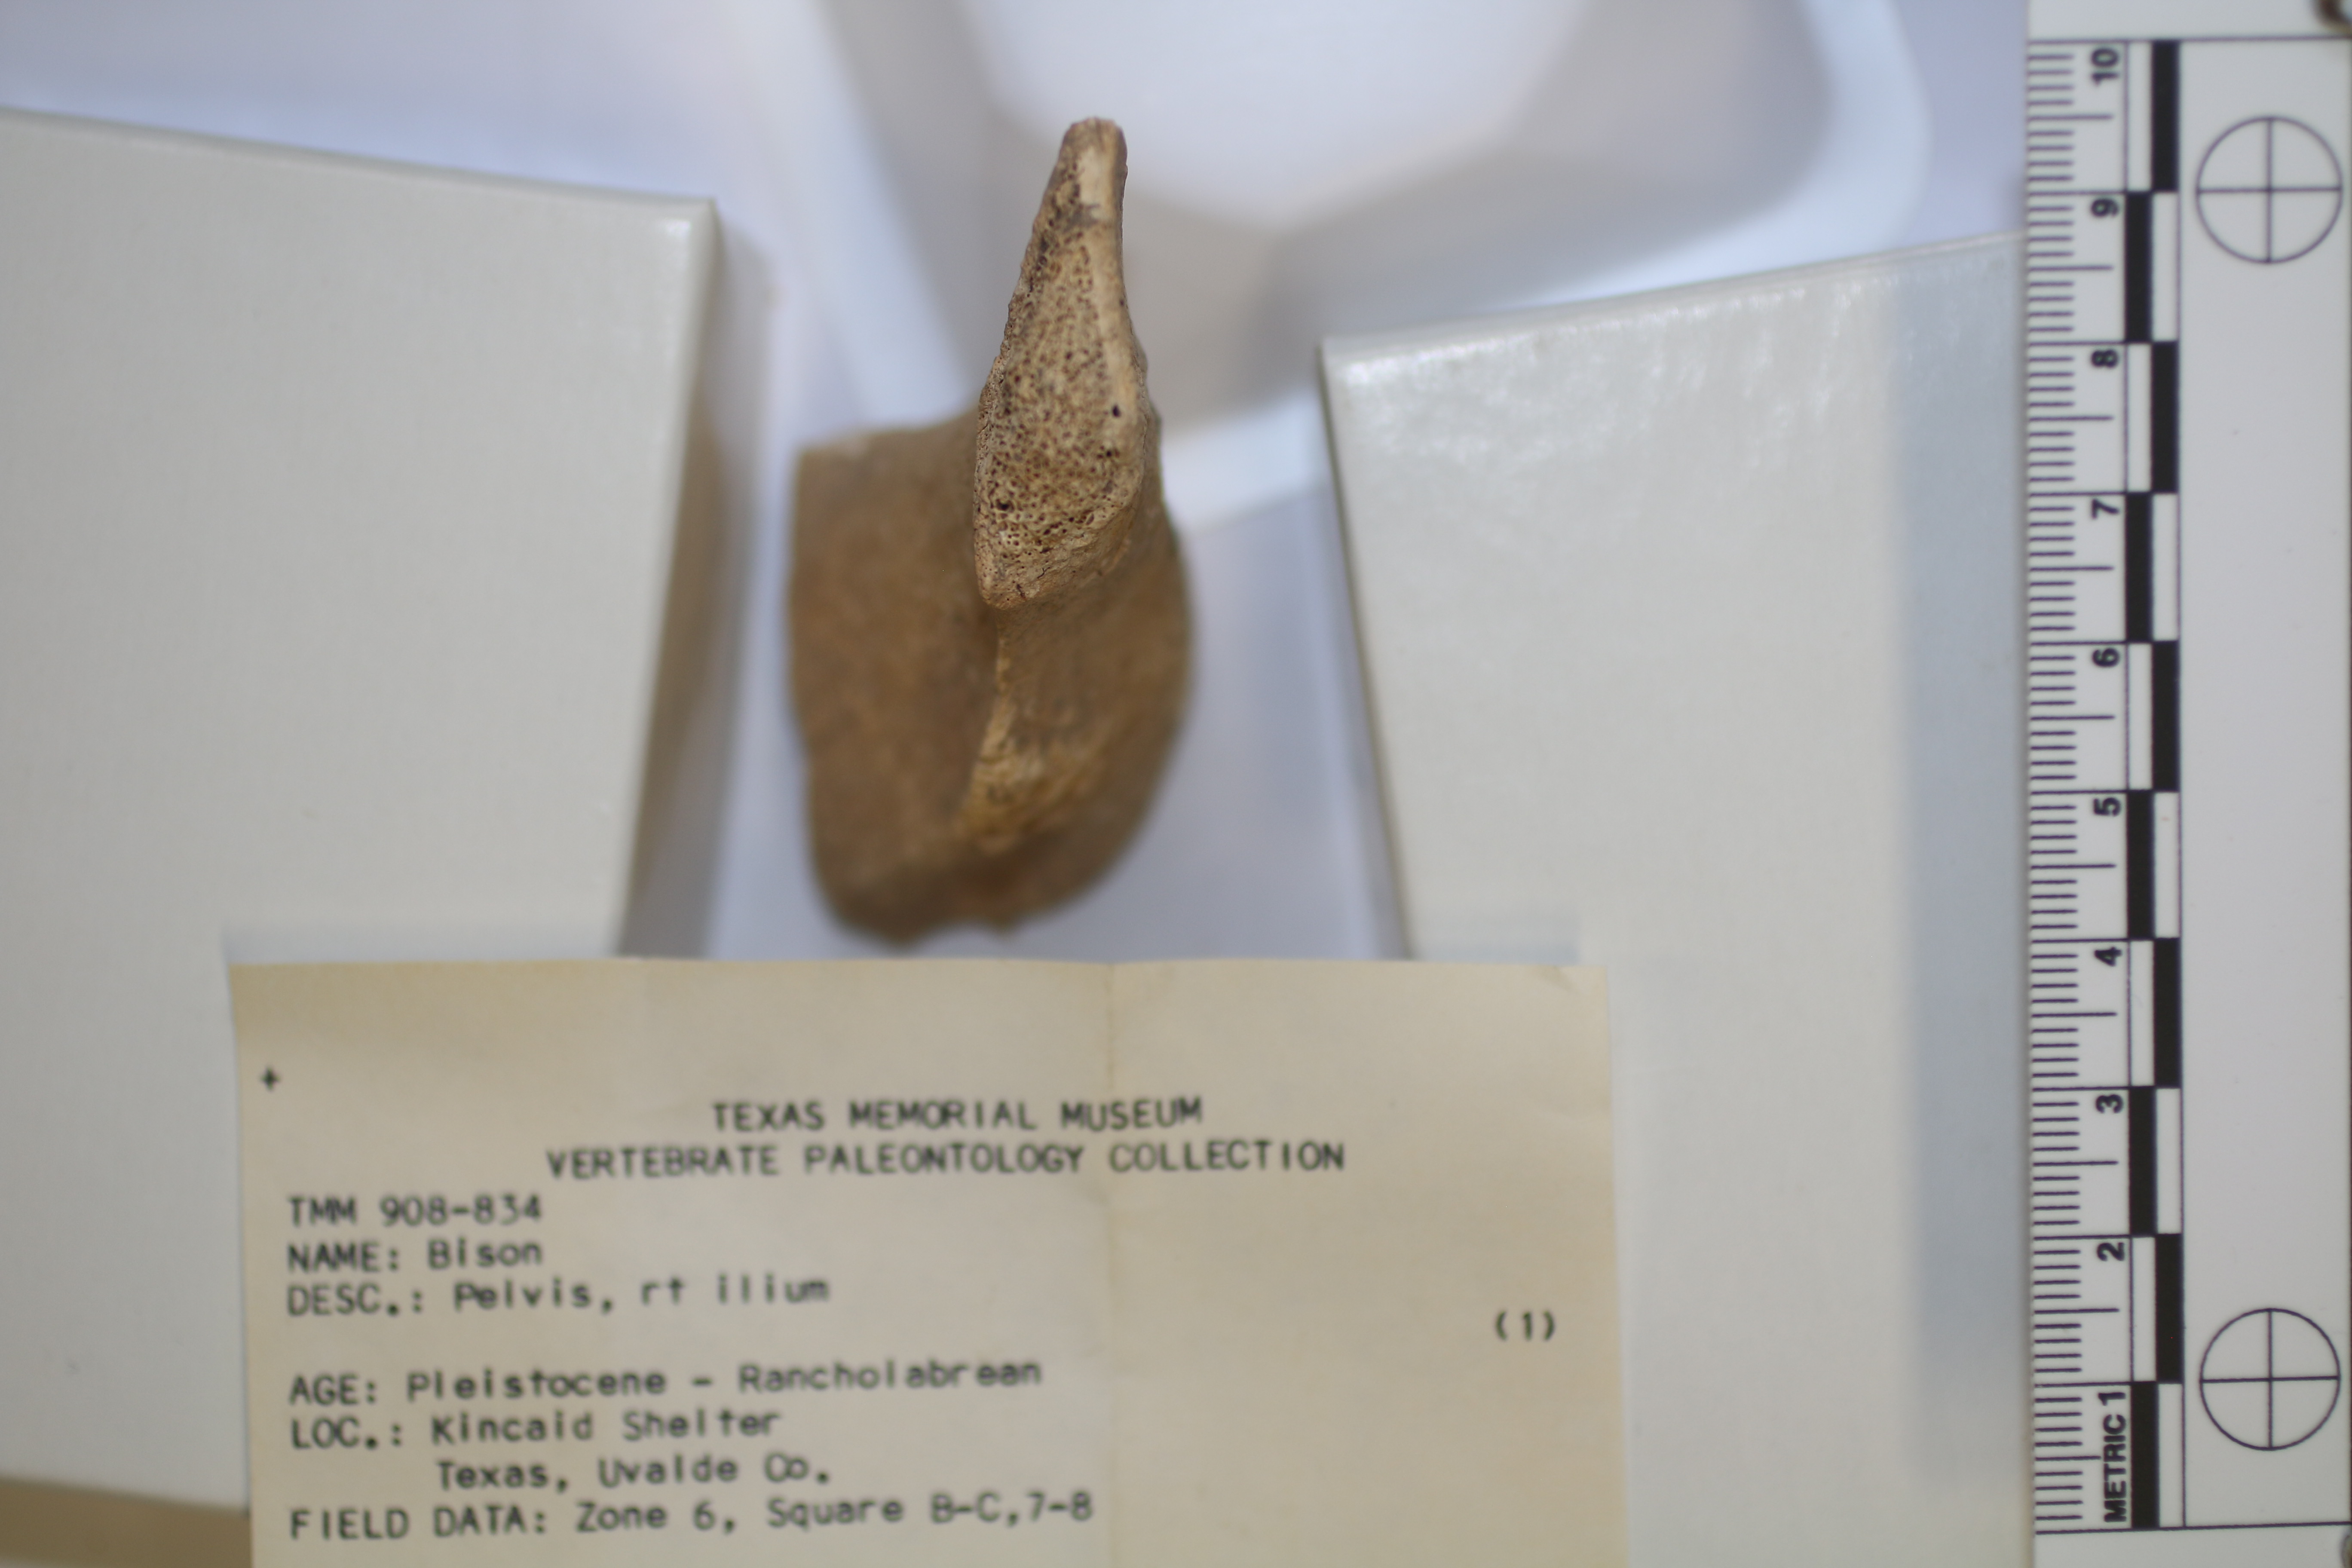 +
TEXAS MEMORIAL MUSEUM
VERTEBRATE PALEONTOLOGY COLLECTION
TMM 908-834
NAME: Bison
DESC.: Pelvis, rt ilium
(1)
AGE: Pleistocene - Rancholabrean
LOC.: Kincaid Shelter
Texas, Uvalde Co.
FIELD DATA: Zone 6, Square B-C,7-8
METRIC 1 2 3 4 5 6 7 8 9 10